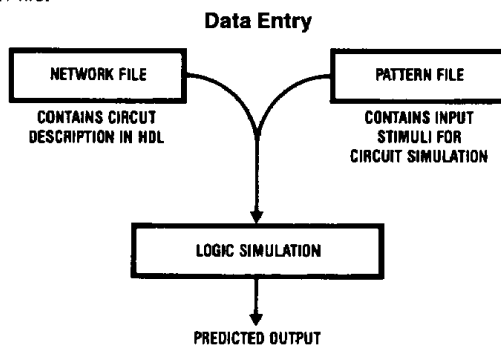 Data Entry
NETWORK FILE
CONTAINS CIRCUT
DESCRIPTION IN HDL
PATTERN FILE
CONTAINS INPUT
STIMULI FOR
CIRCUIT SIMULATION
LOGIC SIMULATION
PREDICTED OUTPUT